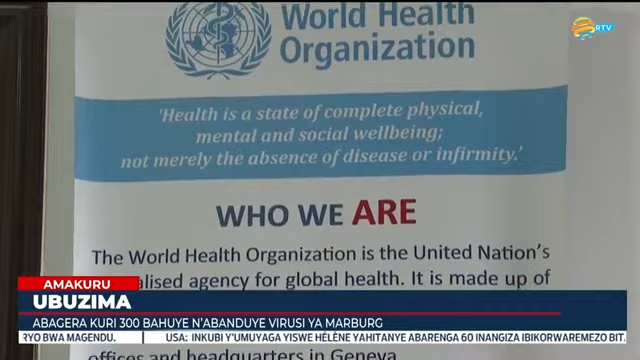 World Health
Organization
RTV
'Health is a state of complete physical,
mental and social wellbeing;
not merely the absence of disease or infirmity.'
WHO WE ARE
The World Health Organization is the United Nation's
alised agency for global health. It is made up of
AMAKURU
UBUZIMA
ABAGERA KURI 300 BAHUYE N'ABANDUYE VIRUSI YA MARBURG
RYO BWA MAGENDU. USA: INKUBI Y'UMUYAGA YISWE HÉLÈNE YAHITANYE ABARENGA 60 INANGIZA IBIKORWAREMEZO BIT
offices and headquarters in Geneva